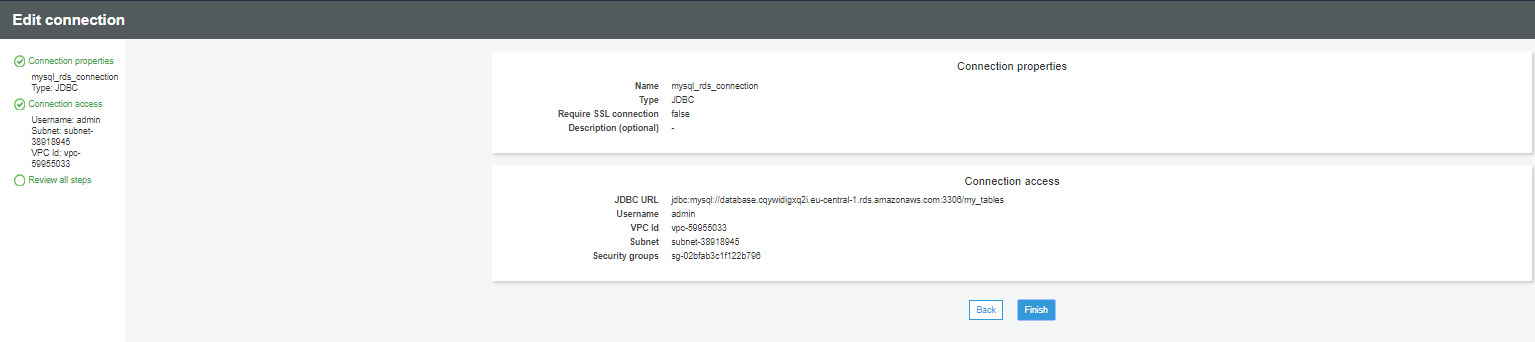 Edit connection
Connection properties
mysql_rds_connection
Type: JDBC
Connection access
Username: admin
Subnet: subnet-
38918945
VPC Id: vpc-
59955033
Review all steps
Connection properties
Name mysql_rds_connection
Type JDBC
Require SSL connection false
Description (optional) -
Connection access
JDBC URL jdbc:mysql://database.cqywidigxq2i.eu-central-1.rds.amazonaws.com:3306/my_tables
Username admin
VPC Id vpc-59955033
Subnet subnet-38918945
Security groups sg-02bfab3c1f122b796
Back Finish